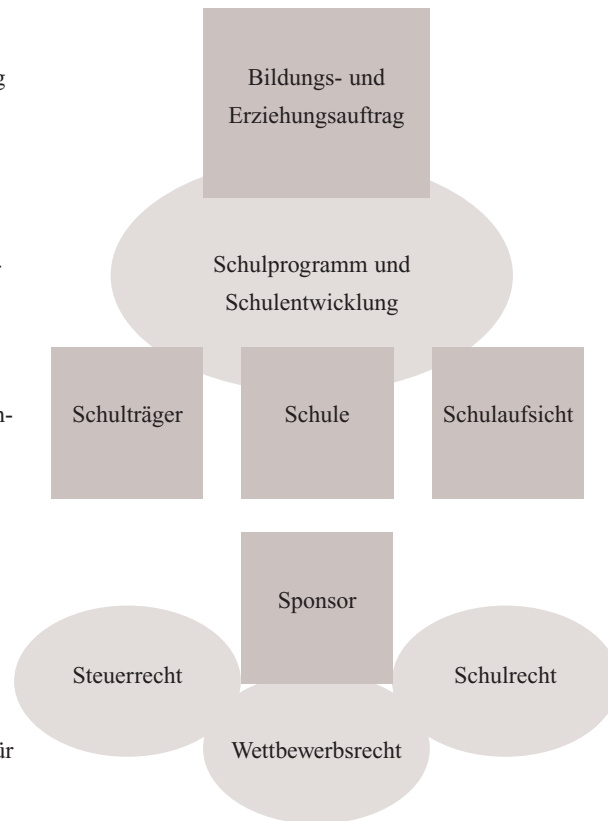 Bildungs- und
Erziehungsauftrag
Schulprogramm und
Schulentwicklung
Schulträger
Schule
Schulaufsicht
Sponsor
Steuerrecht
Schulrecht
Wettbewerbsrecht